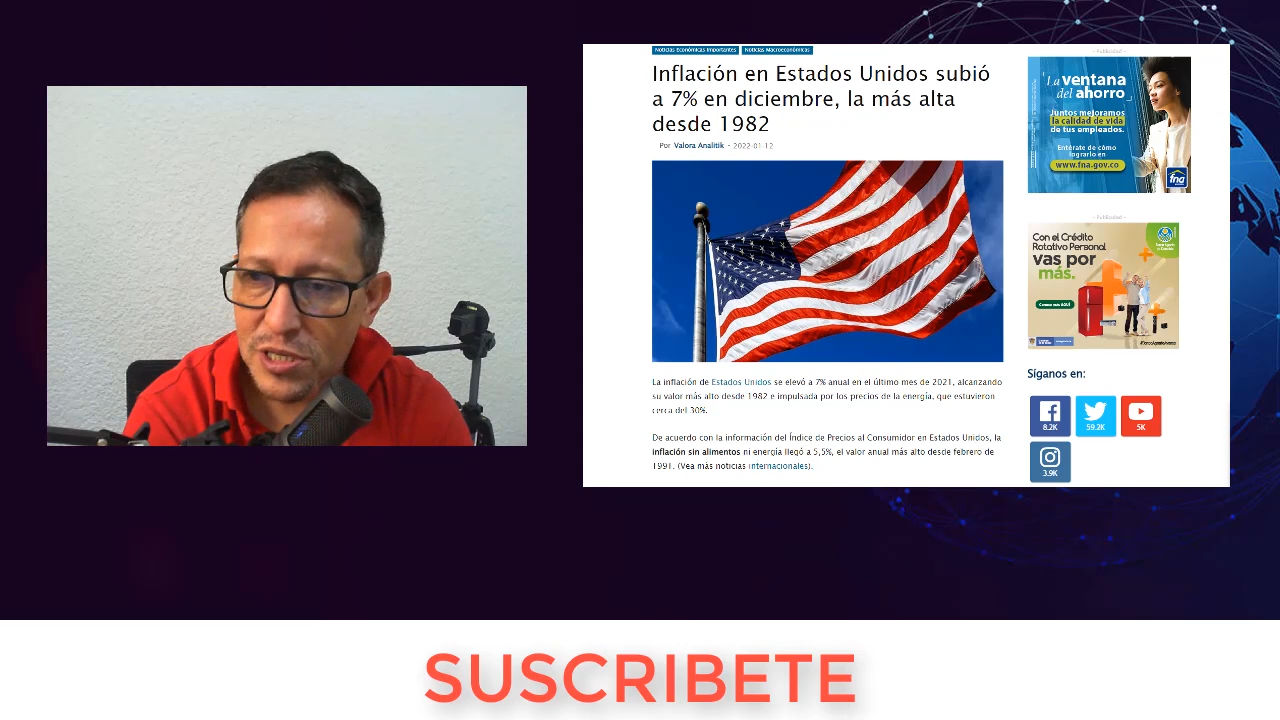 Noticias Económicas Importantes
Noticias Macroeconómicas
Inflación en Estados Unidos subió
a 7% en diciembre, la más alta
desde 1982
Por Valora Analitik - 2022-01-12
La inflación de Estados Unidos se elevó a 7% anual en el último mes de 2021, alcanzando
su valor más alto desde 1982 e impulsada por los precios de la energía, que estuvieron
cerca del 30%.
De acuerdo con la información del Índice de Precios al Consumidor en Estados Unidos, la
inflación sin alimentos ni energía llegó a 5,5%, el valor anual más alto desde febrero de
1991. (Vea más noticias internacionales).
- Publicidad -
La ventana
del ahorro
Juntos mejoramos
la calidad de vida
de tus empleados.
Entérate de cómo
lograrlo en
www.fna.gov.co
fna
- Publicidad -
Con el Crédito
Rotativo Personal
vas por
más.
Conoce más AQUÍ
Síganos en:
8.2K
59.2K
5K
3.9K
SUSCRIBETE